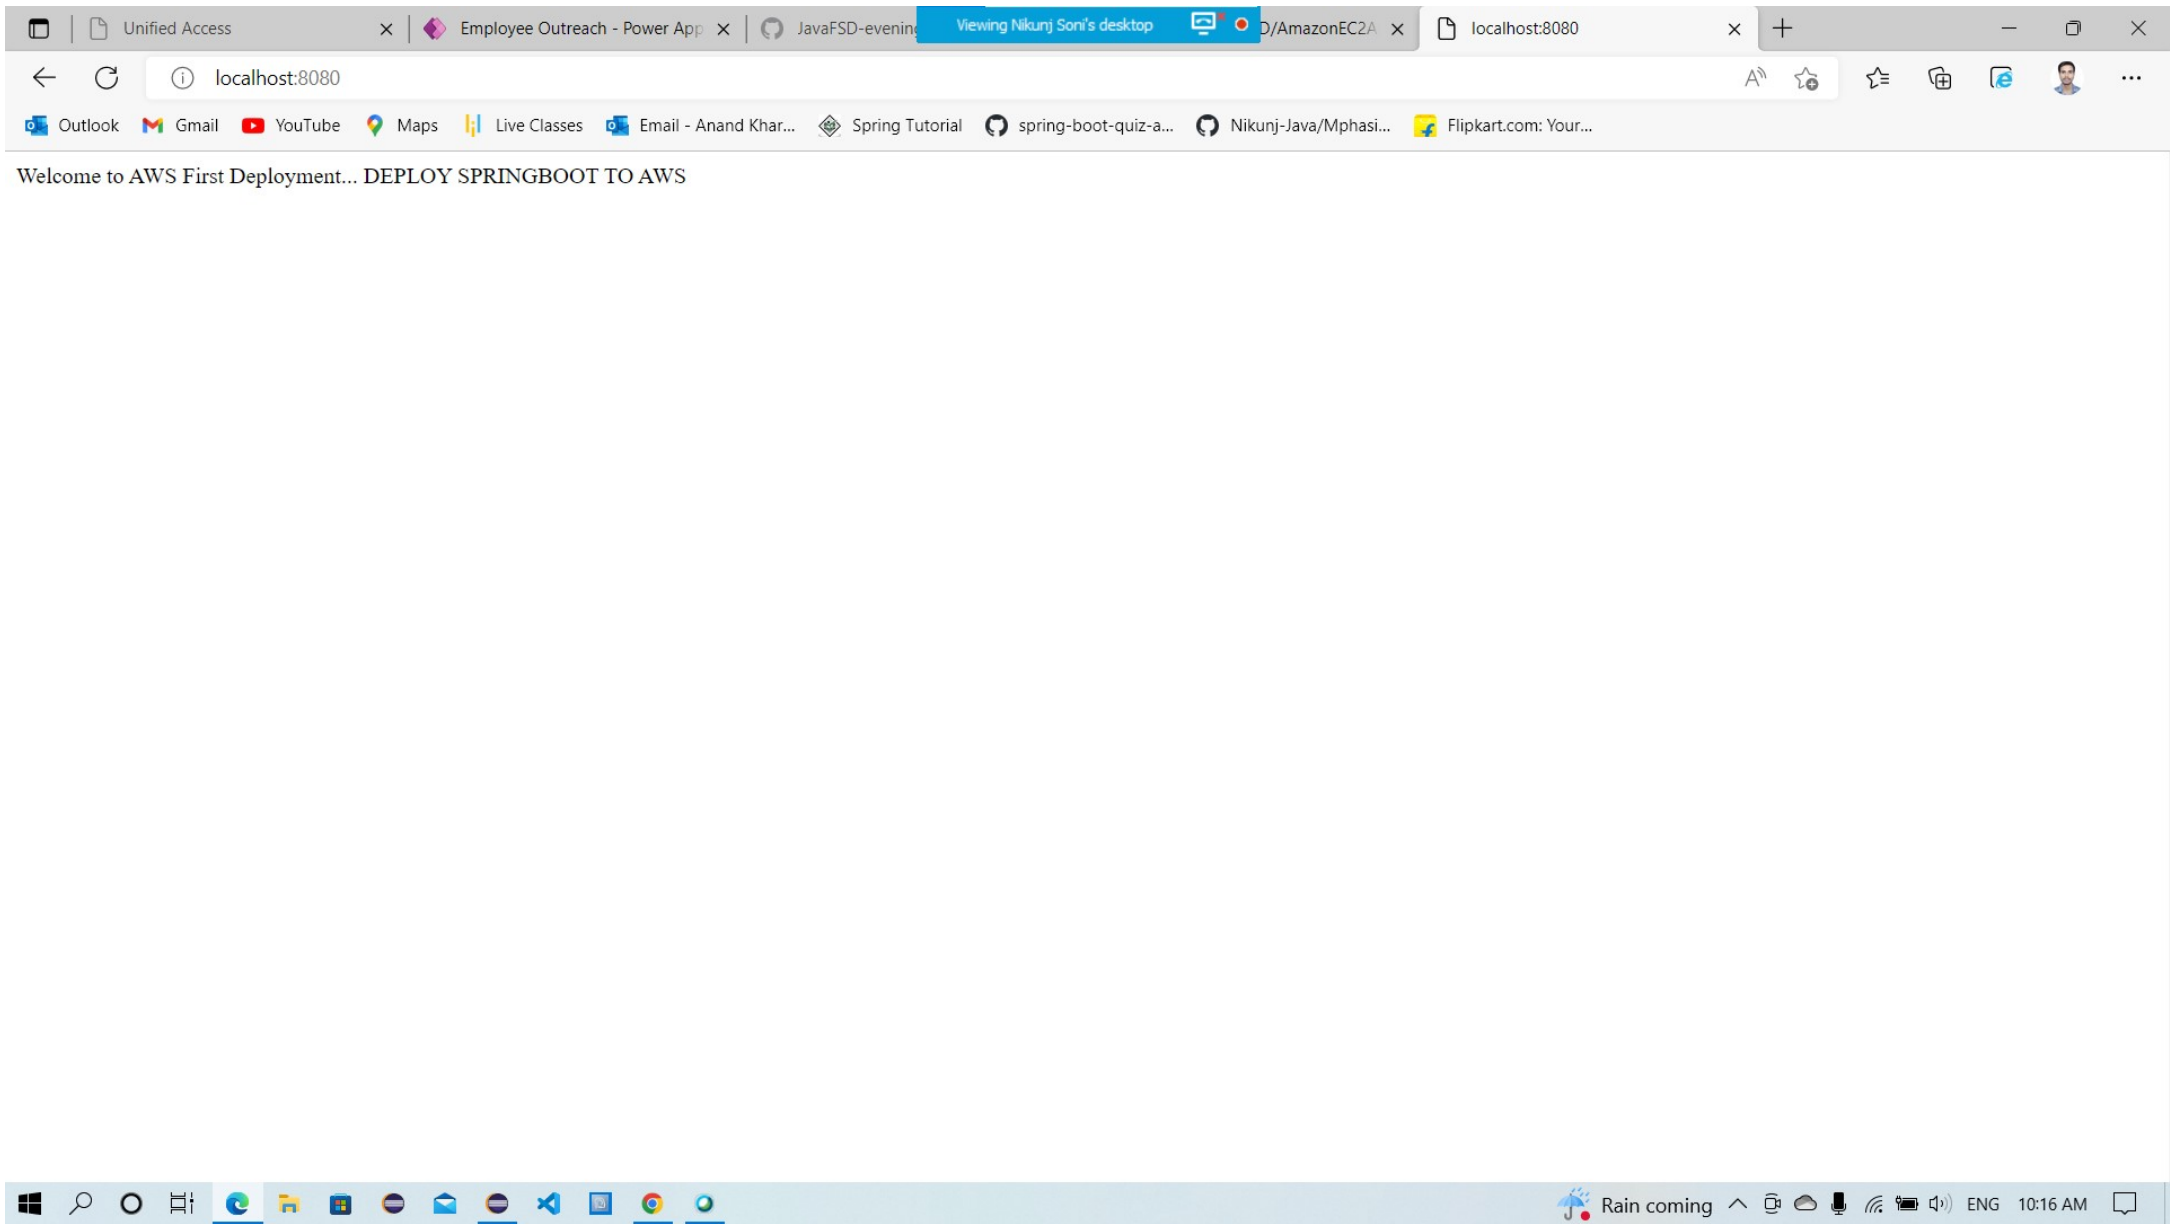 Unified Access
Employee Outreach - Power App
JavaFSD-evening
Viewing Nikunj Soni's desktop
D/AmazonEC2A
localhost:8080
localhost:8080
Outlook Gmail YouTube Maps Live Classes Email - Anand Khar... Spring Tutorial spring-boot-quiz-a... Nikunj-Java/Mphasi... Flipkart.com: Your...
Welcome to AWS First Deployment... DEPLOY SPRINGBOOT TO AWS
Rain coming ENG 10:16 AM